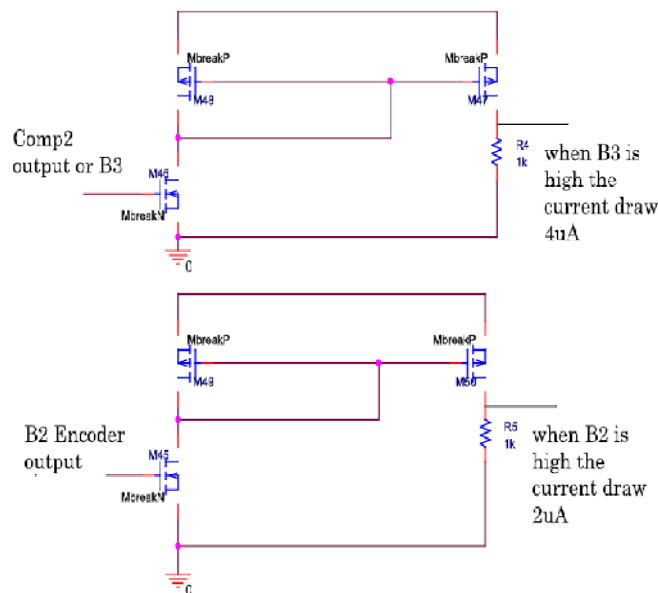 MbreakP
MbreakP
M48
M47
Comp2
output or B3
M46
MbreakN
R4
1k
when B3 is
high the
current draw
4uA
0
MbreakP
MbreakP
M49
M50
B2 Encoder
output
M45
MbreakN
R5
1k
when B2 is
high the
current draw
2uA
0